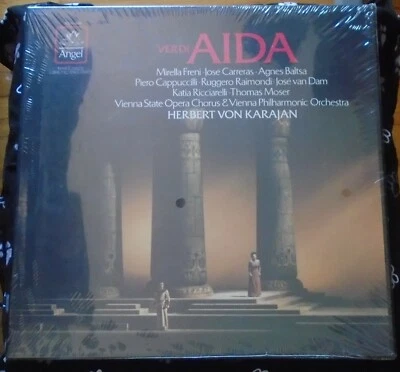 Angel
VERDI AIDA
Mirella Freni · José Carreras · Agnes Baltsa
Piero Cappuccilli · Ruggero Raimondi · José van Dam
Katia Ricciarelli · Thomas Moser
Vienna State Opera Chorus & Vienna Philharmonic Orchestra
HERBERT VON KARAJAN